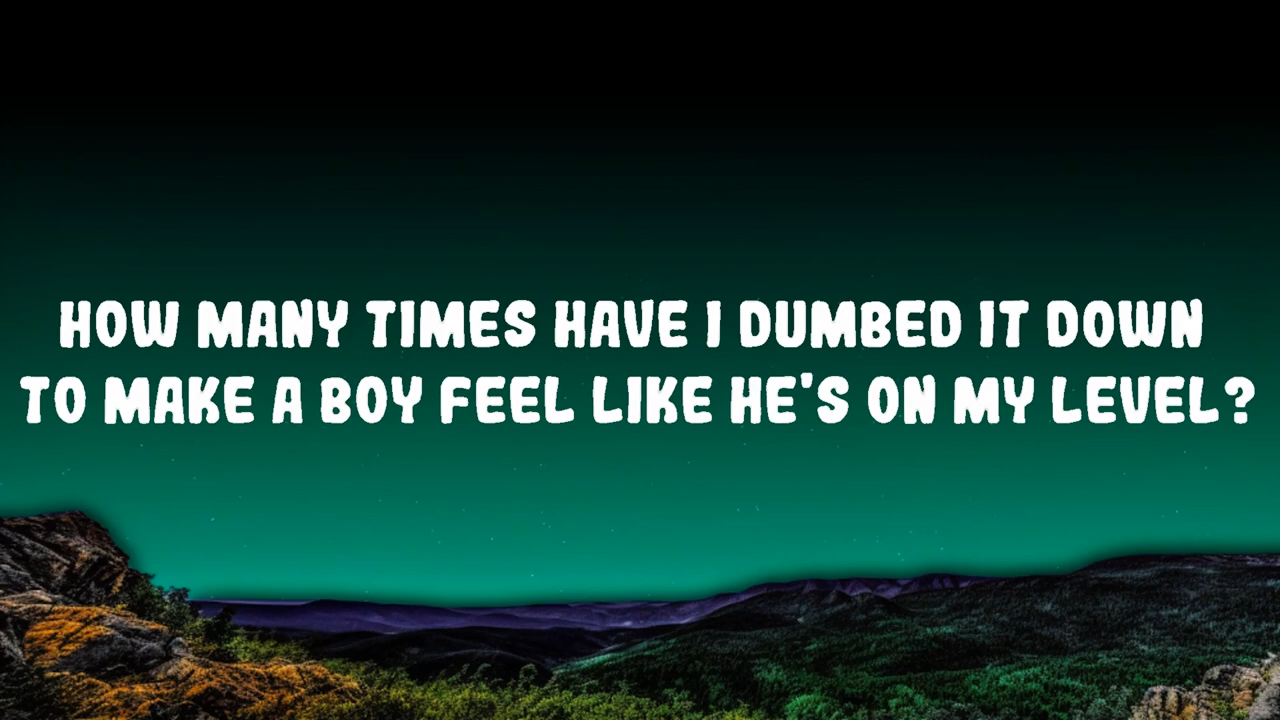 HOW MANY TIMES HAVE I DUMBED IT DOWN
TO MAKE A BOY FEEL LIKE HE'S ON MY LEVEL?